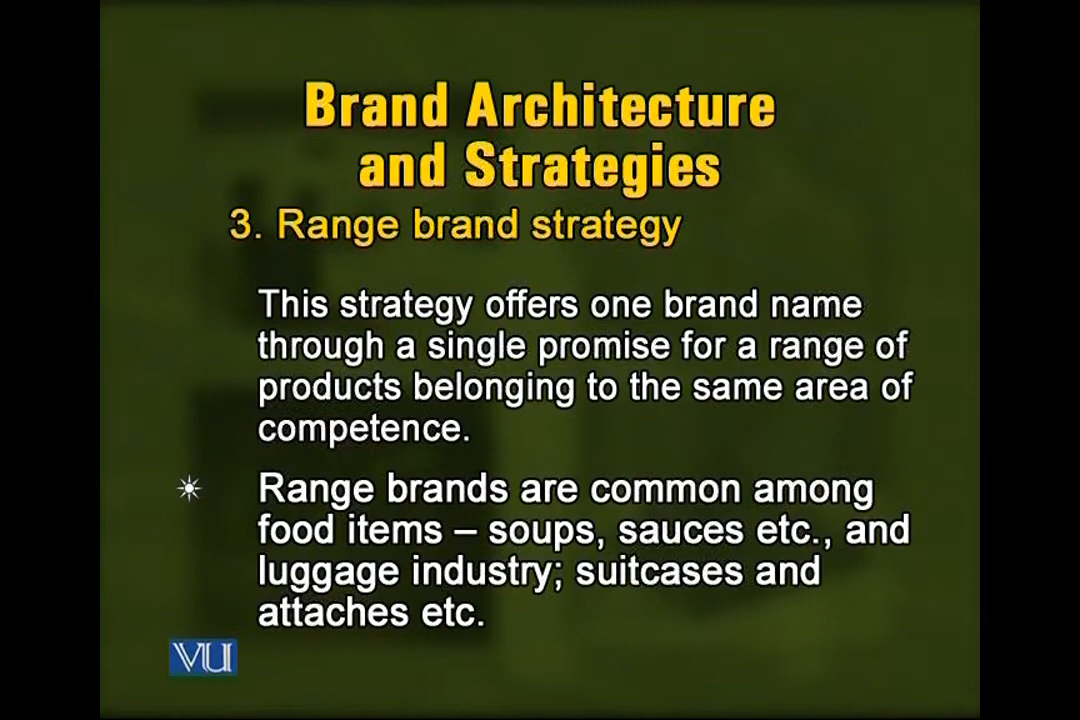 Brand Architecture
and Strategies
3. Range brand strategy
This strategy offers one brand name
through a single promise for a range of
products belonging to the same area of
competence.
Range brands are common among
food items – soups, sauces etc., and
luggage industry; suitcases and
attaches etc.
VU